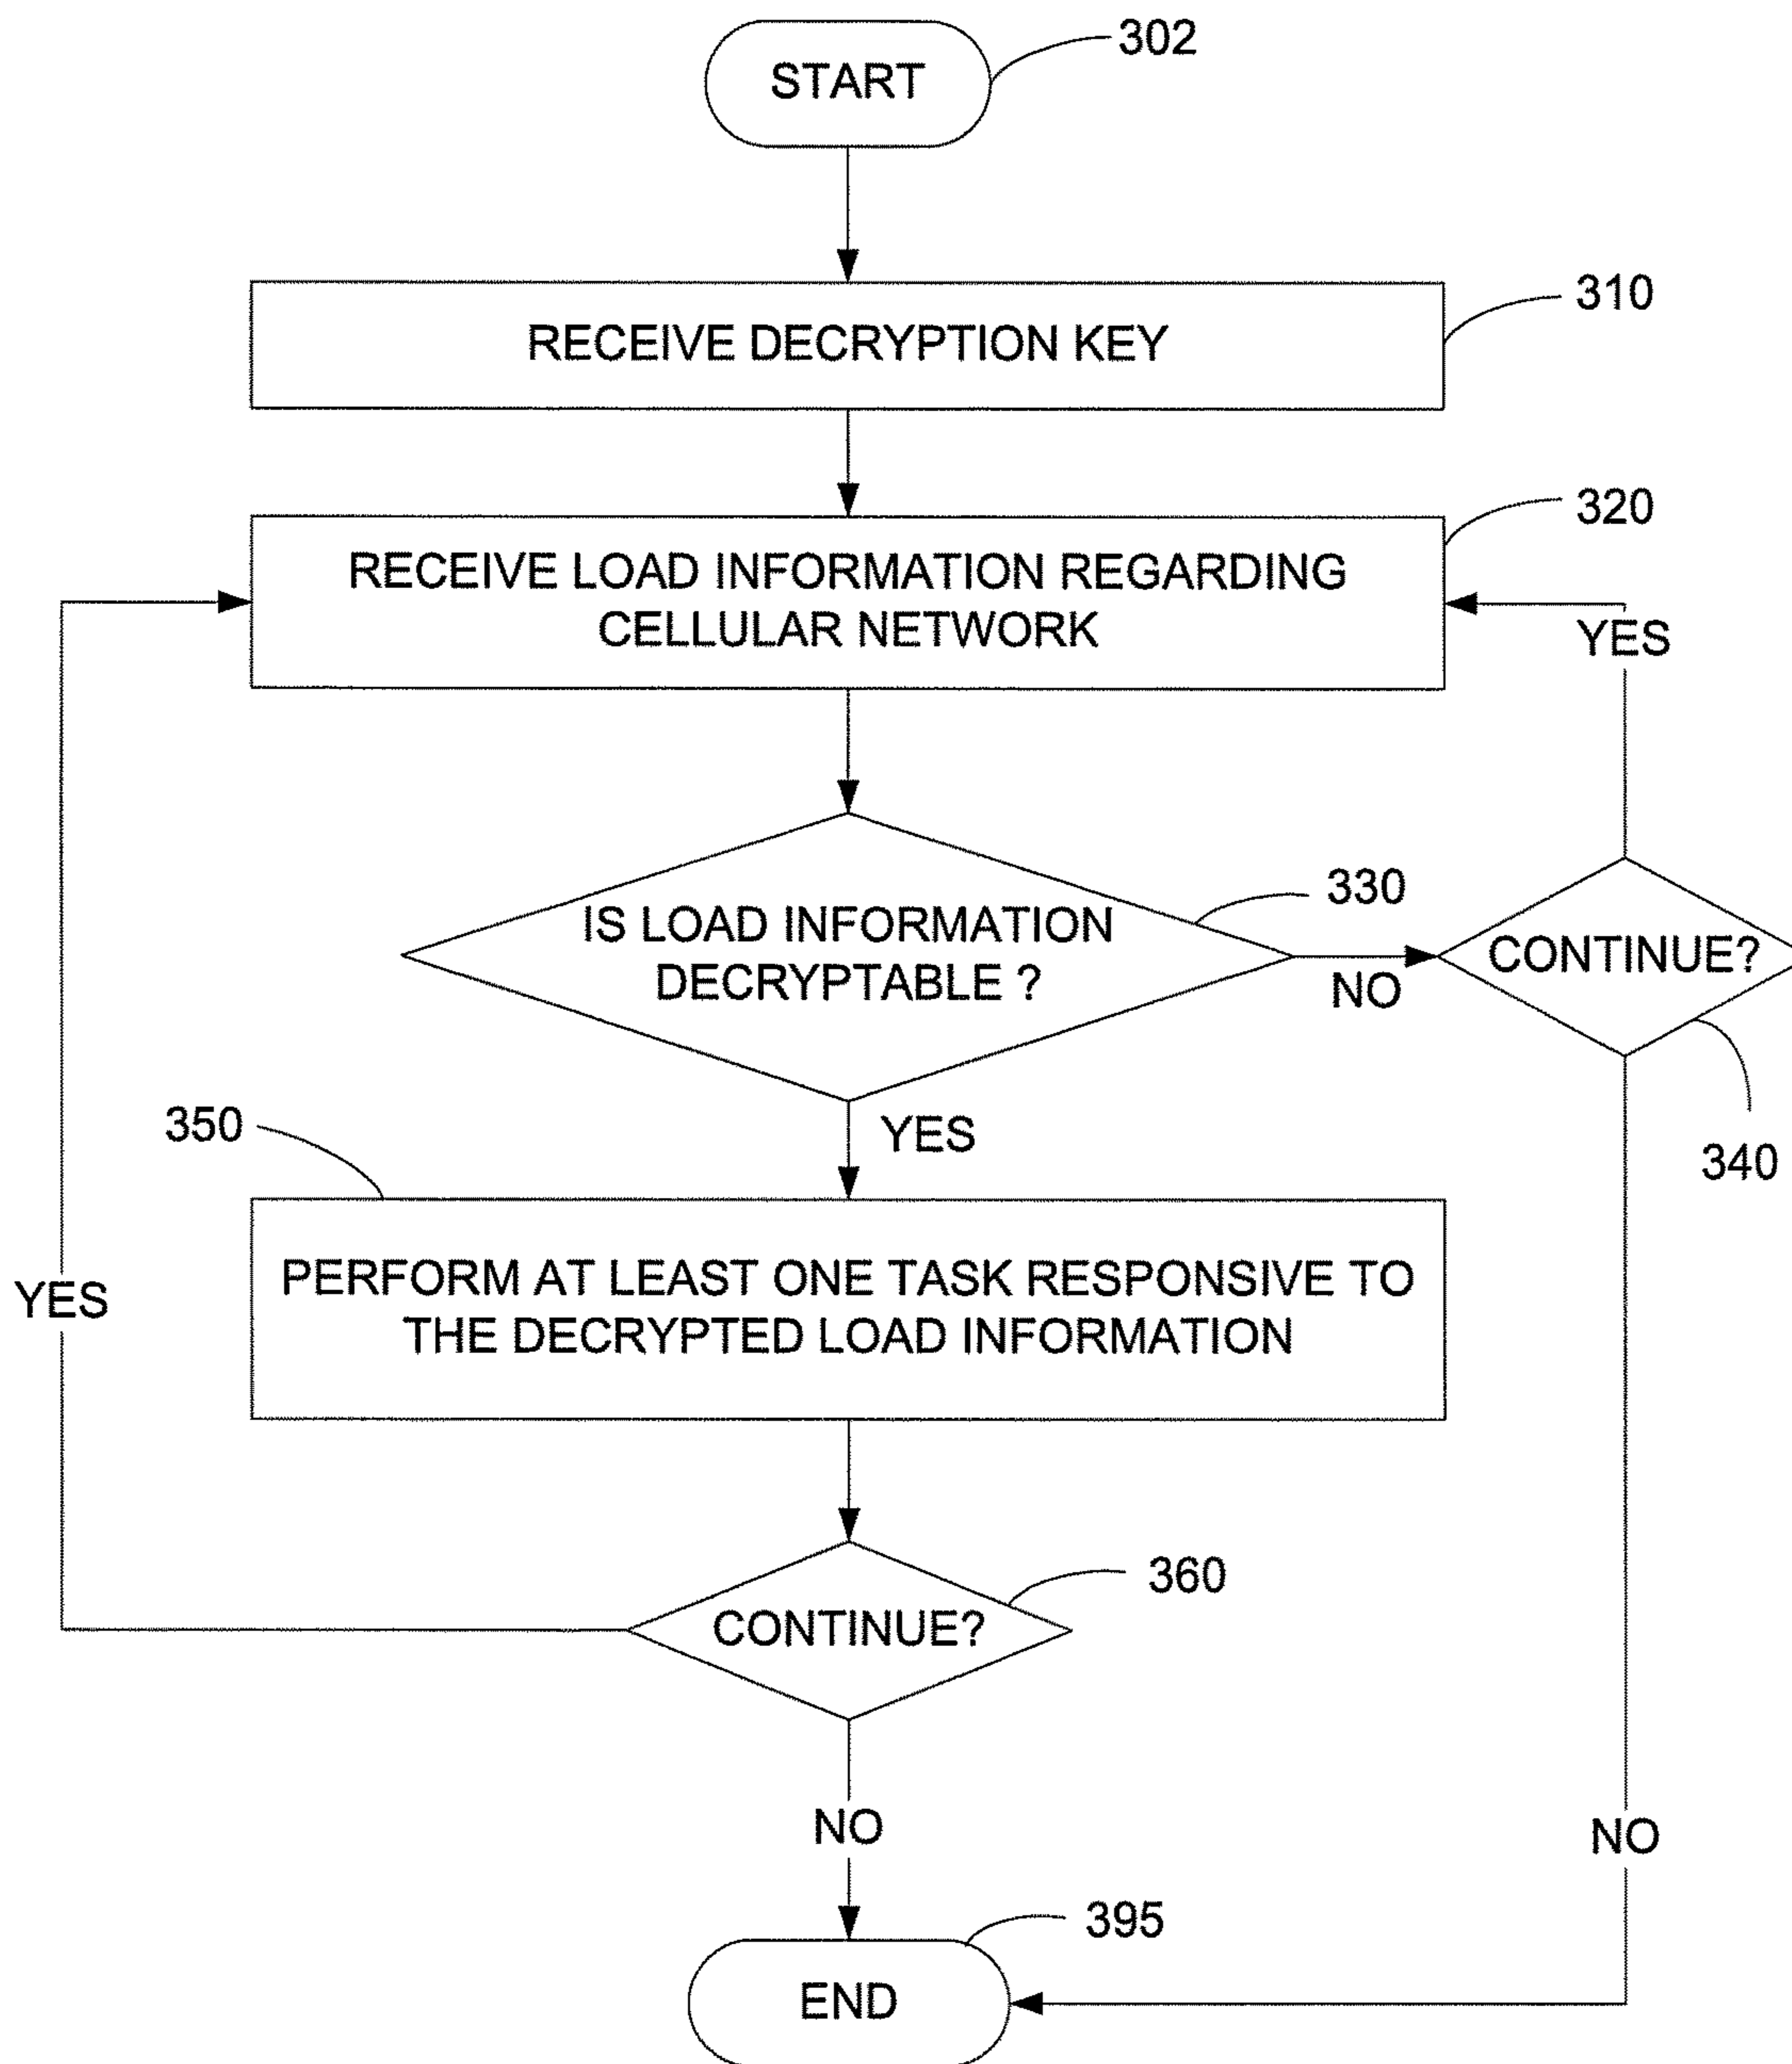 302
START
310
RECEIVE DECRYPTION KEY
320
RECEIVE LOAD INFORMATION REGARDING
CELLULAR NETWORK
YES
330
IS LOAD INFORMATION
DECRYPTABLE ?
NO
CONTINUE?
340
350
YES
PERFORM AT LEAST ONE TASK RESPONSIVE TO
THE DECRYPTED LOAD INFORMATION
YES
360
CONTINUE?
NO
NO
395
END